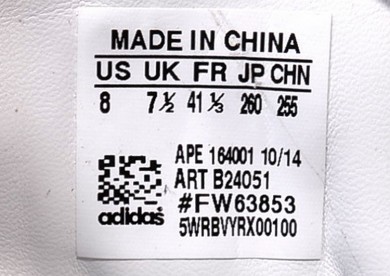 MADE IN CHINA
US UK FR JP CHN
8 7½ 41⅓ 260 255
APE 164001 10/14
ART B24051
#FW63853
adidas 5WRBVYRX00100